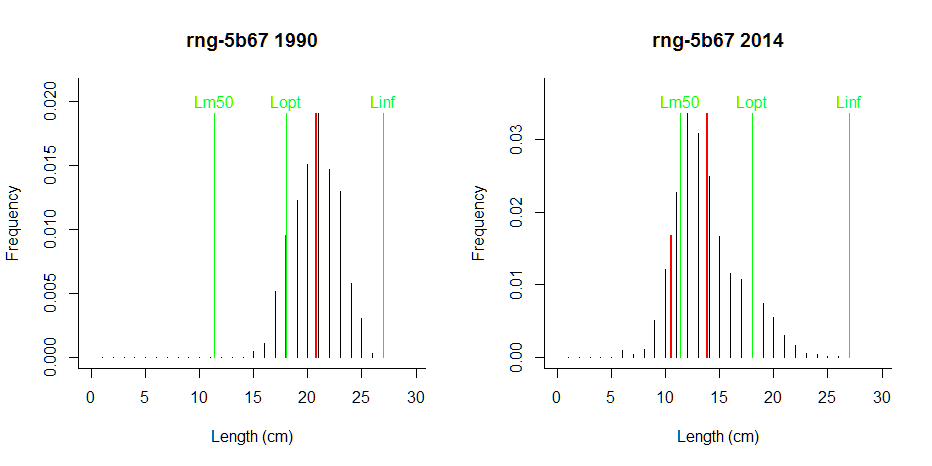 rng-5b67 1990
Lm50 Lopt Linf
0.020
0.015
0.010
0.005
0.000
Frequency
0 5 10 15 20 25 30
Length (cm)
rng-5b67 2014
Lm50 Lopt Linf
0.03
0.02
0.01
0.00
Frequency
0 5 10 15 20 25 30
Length (cm)